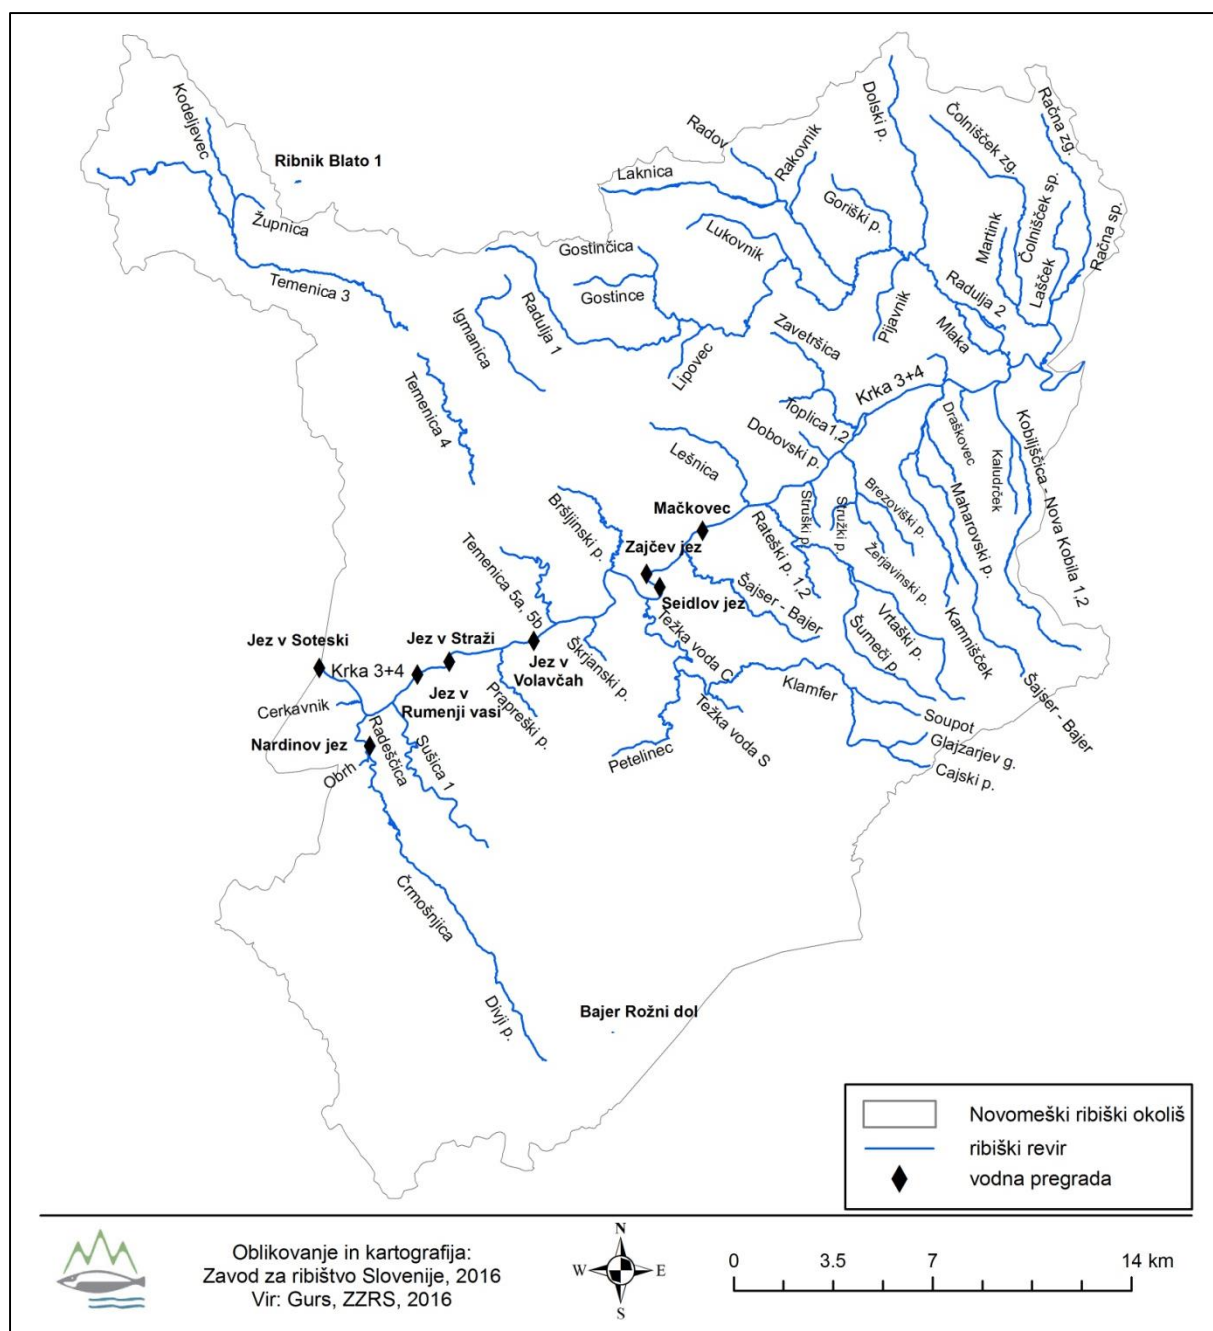 Kodeljevec
Ribnik Blato 1
Župnica
Temenica 3
Temenica 4
Radov
Rakovnik
Dolski p.
Čolnišček zg.
Račna zg.
Laknica
Goriški p.
Martink
Čolnišček sp.
Lašček
Račna sp.
Gostinčica
Lukovnik
Gostince
Igmanica
Radulja 1
Lipovec
Zavetršica
Pijavnik
Radulja 2
Mlaka
Krka 3+4
Toplica 1,2
Dobovski p.
Draškovec
Kaludrček
Kobiljščica - Nova Kobila 1,2
Lešnica
Mačkovec
Bršljinski p.
Zajčev jez
Rateški p. 1,2
Struški p.
Stružki p.
Brezoviški p.
Maharovski p.
Žerjavinski p.
Temenica 5a, 5b
Seidlov jez
Šajser - Bajer
Jez v Soteski
Jez v Straži
Krka 3+4
Jez v
Volavčah
Škrjanski p.
Težka voda C
Šumeči p.
Vrtaški p.
Kamnišček
Šajser - Bajer
Cerkavnik
Jez v
Rumenji vasi
Prapreški p.
Klamfer
Soupot
Nardinov jez
Radeščica
Sušica 1
Petelinec
Težka voda S
Glajzarjev g.
Cajski p.
Obrh
Črmošnjica
Divji p.
Bajer Rožni dol
Novomeški ribiški okoliš
ribiški revir
vodna pregrada
Oblikovanje in kartografija:
Zavod za ribištvo Slovenije, 2016
Vir: Gurs, ZZRS, 2016
N
W E
S
0 3.5 7 14 km